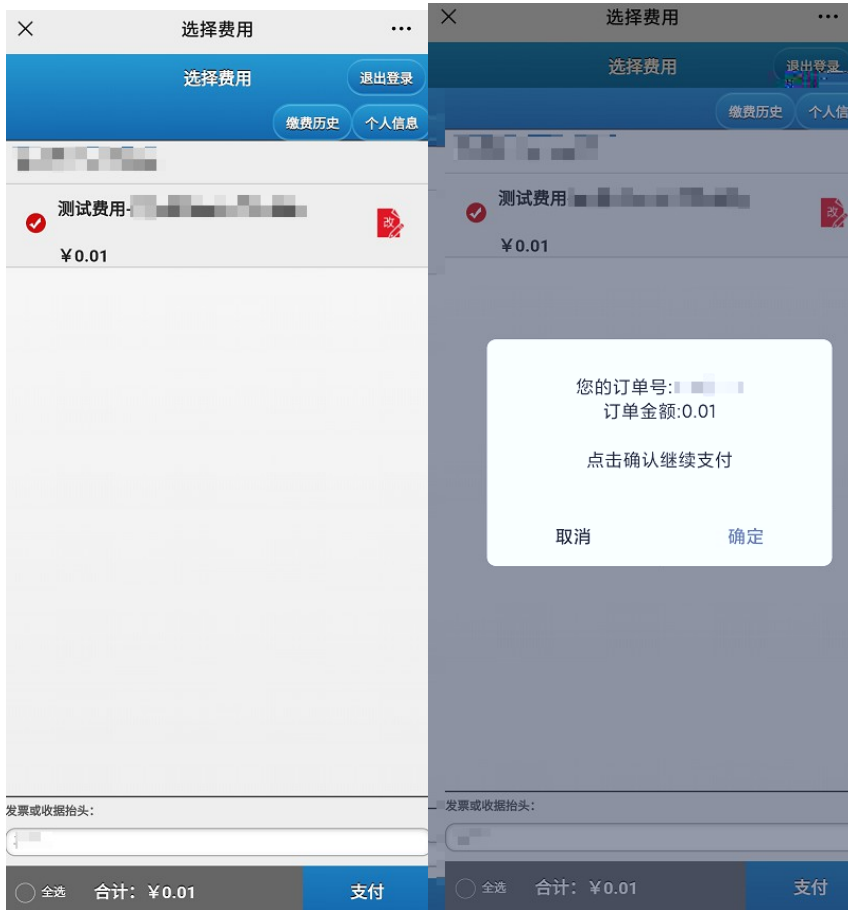 选择费用
选择费用
退出登录
缴费历史
个人信息
测试费用-
改
￥0.01
发票或收据抬头：
全选
合计：￥0.01
支付
选择费用
选择费用
退出登录
缴费历史
个人信
测试费用
改
￥0.01
您的订单号:
订单金额:0.01
点击确认继续支付
取消
确定
发票或收据抬头：
全选
合计：￥0.01
支付